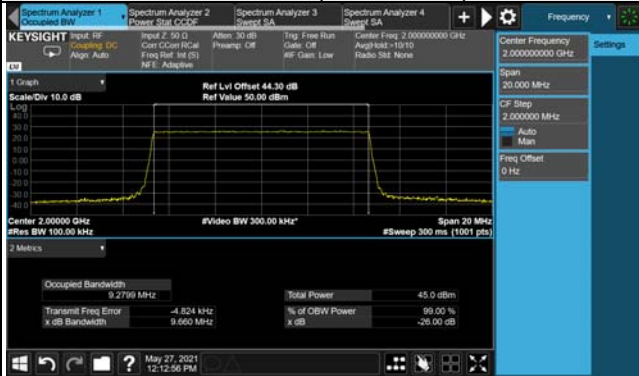 Spectrum Analyzer 1
Occupied BW
Spectrum Analyzer 2
Power Stat CCDF
Spectrum Analyzer 3
Swept SA
Spectrum Analyzer 4
Swept SA
Frequency
KEYSIGHT
Input: RF
Coupling: DC
Align: Auto
Input Z: 50 Ω
Corr CCorr RCal
Freq Ref: Int (S)
NFE: Adaptive
Atten: 30 dB
Preamp: Off
Trig: Free Run
Gate: Off
#IF Gain: Low
Center Freq: 2.000000000 GHz
Avg|Hold:>10/10
Radio Std: None
Center Frequency
2.000000000 GHz
Settings
Span
20.000 MHz
CF Step
2.000000 MHz
Auto
Man
Freq Offset
0 Hz
1 Graph
Scale/Div 10.0 dB
Ref Lvl Offset 44.30 dB
Ref Value 50.00 dBm
Log
40.0
30.0
20.0
10.0
0.00
-10.0
-20.0
-30.0
-40.0
Center 2.00000 GHz
#Res BW 100.00 kHz
#Video BW 300.00 kHz*
Span 20 MHz
#Sweep 300 ms (1001 pts)
2 Metrics
Occupied Bandwidth
9.2799 MHz
Total Power
45.0 dBm
Transmit Freq Error
-4.824 kHz
% of OBW Power
99.00 %
x dB Bandwidth
9.660 MHz
x dB
-26.00 dB
May 27, 2021
12:12:56 PM